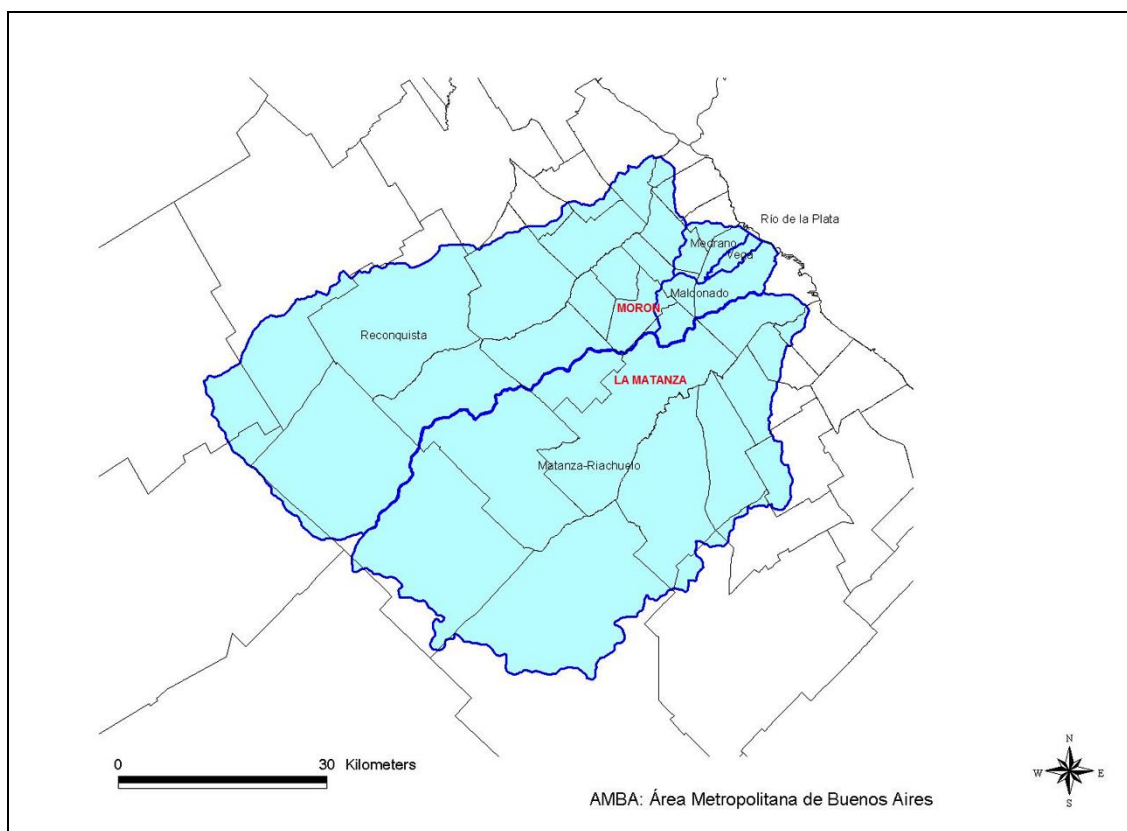 Río de la Plata
Medrano
Vega
Maldonado
MORON
Reconquista
LA MATANZA
Matanza-Riachuelo
0
30 Kilometers
N
W
E
S
AMBA: Área Metropolitana de Buenos Aires